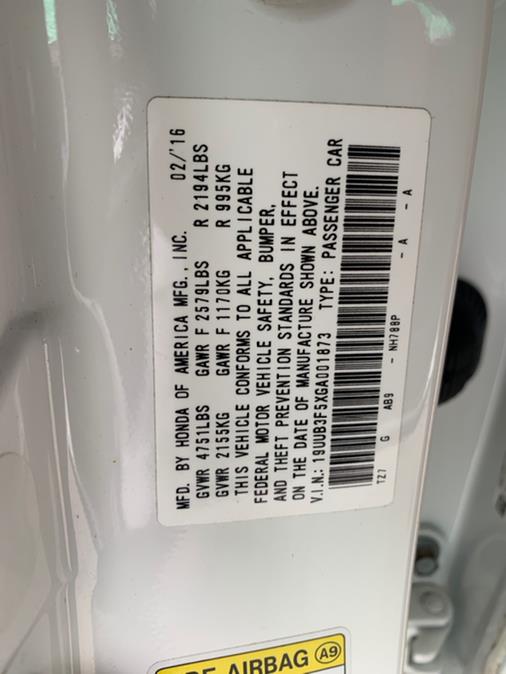 MFD. BY HONDA OF AMERICA MFG., INC. 02/'16
GVWR 4751LBS GAWR F 2579LBS R 2194LBS
GVWR 2155KG GAWR F 1170KG R 995KG
THIS VEHICLE CONFORMS TO ALL APPLICABLE
FEDERAL MOTOR VEHICLE SAFETY, BUMPER,
AND THEFT PREVENTION STANDARDS IN EFFECT
ON THE DATE OF MANUFACTURE SHOWN ABOVE.
V.I.N.: 19UUB3F5XGA001873 TYPE: PASSENGER CAR
TZ7 G AB9 - NH788P - A - A
AIRBAG A9